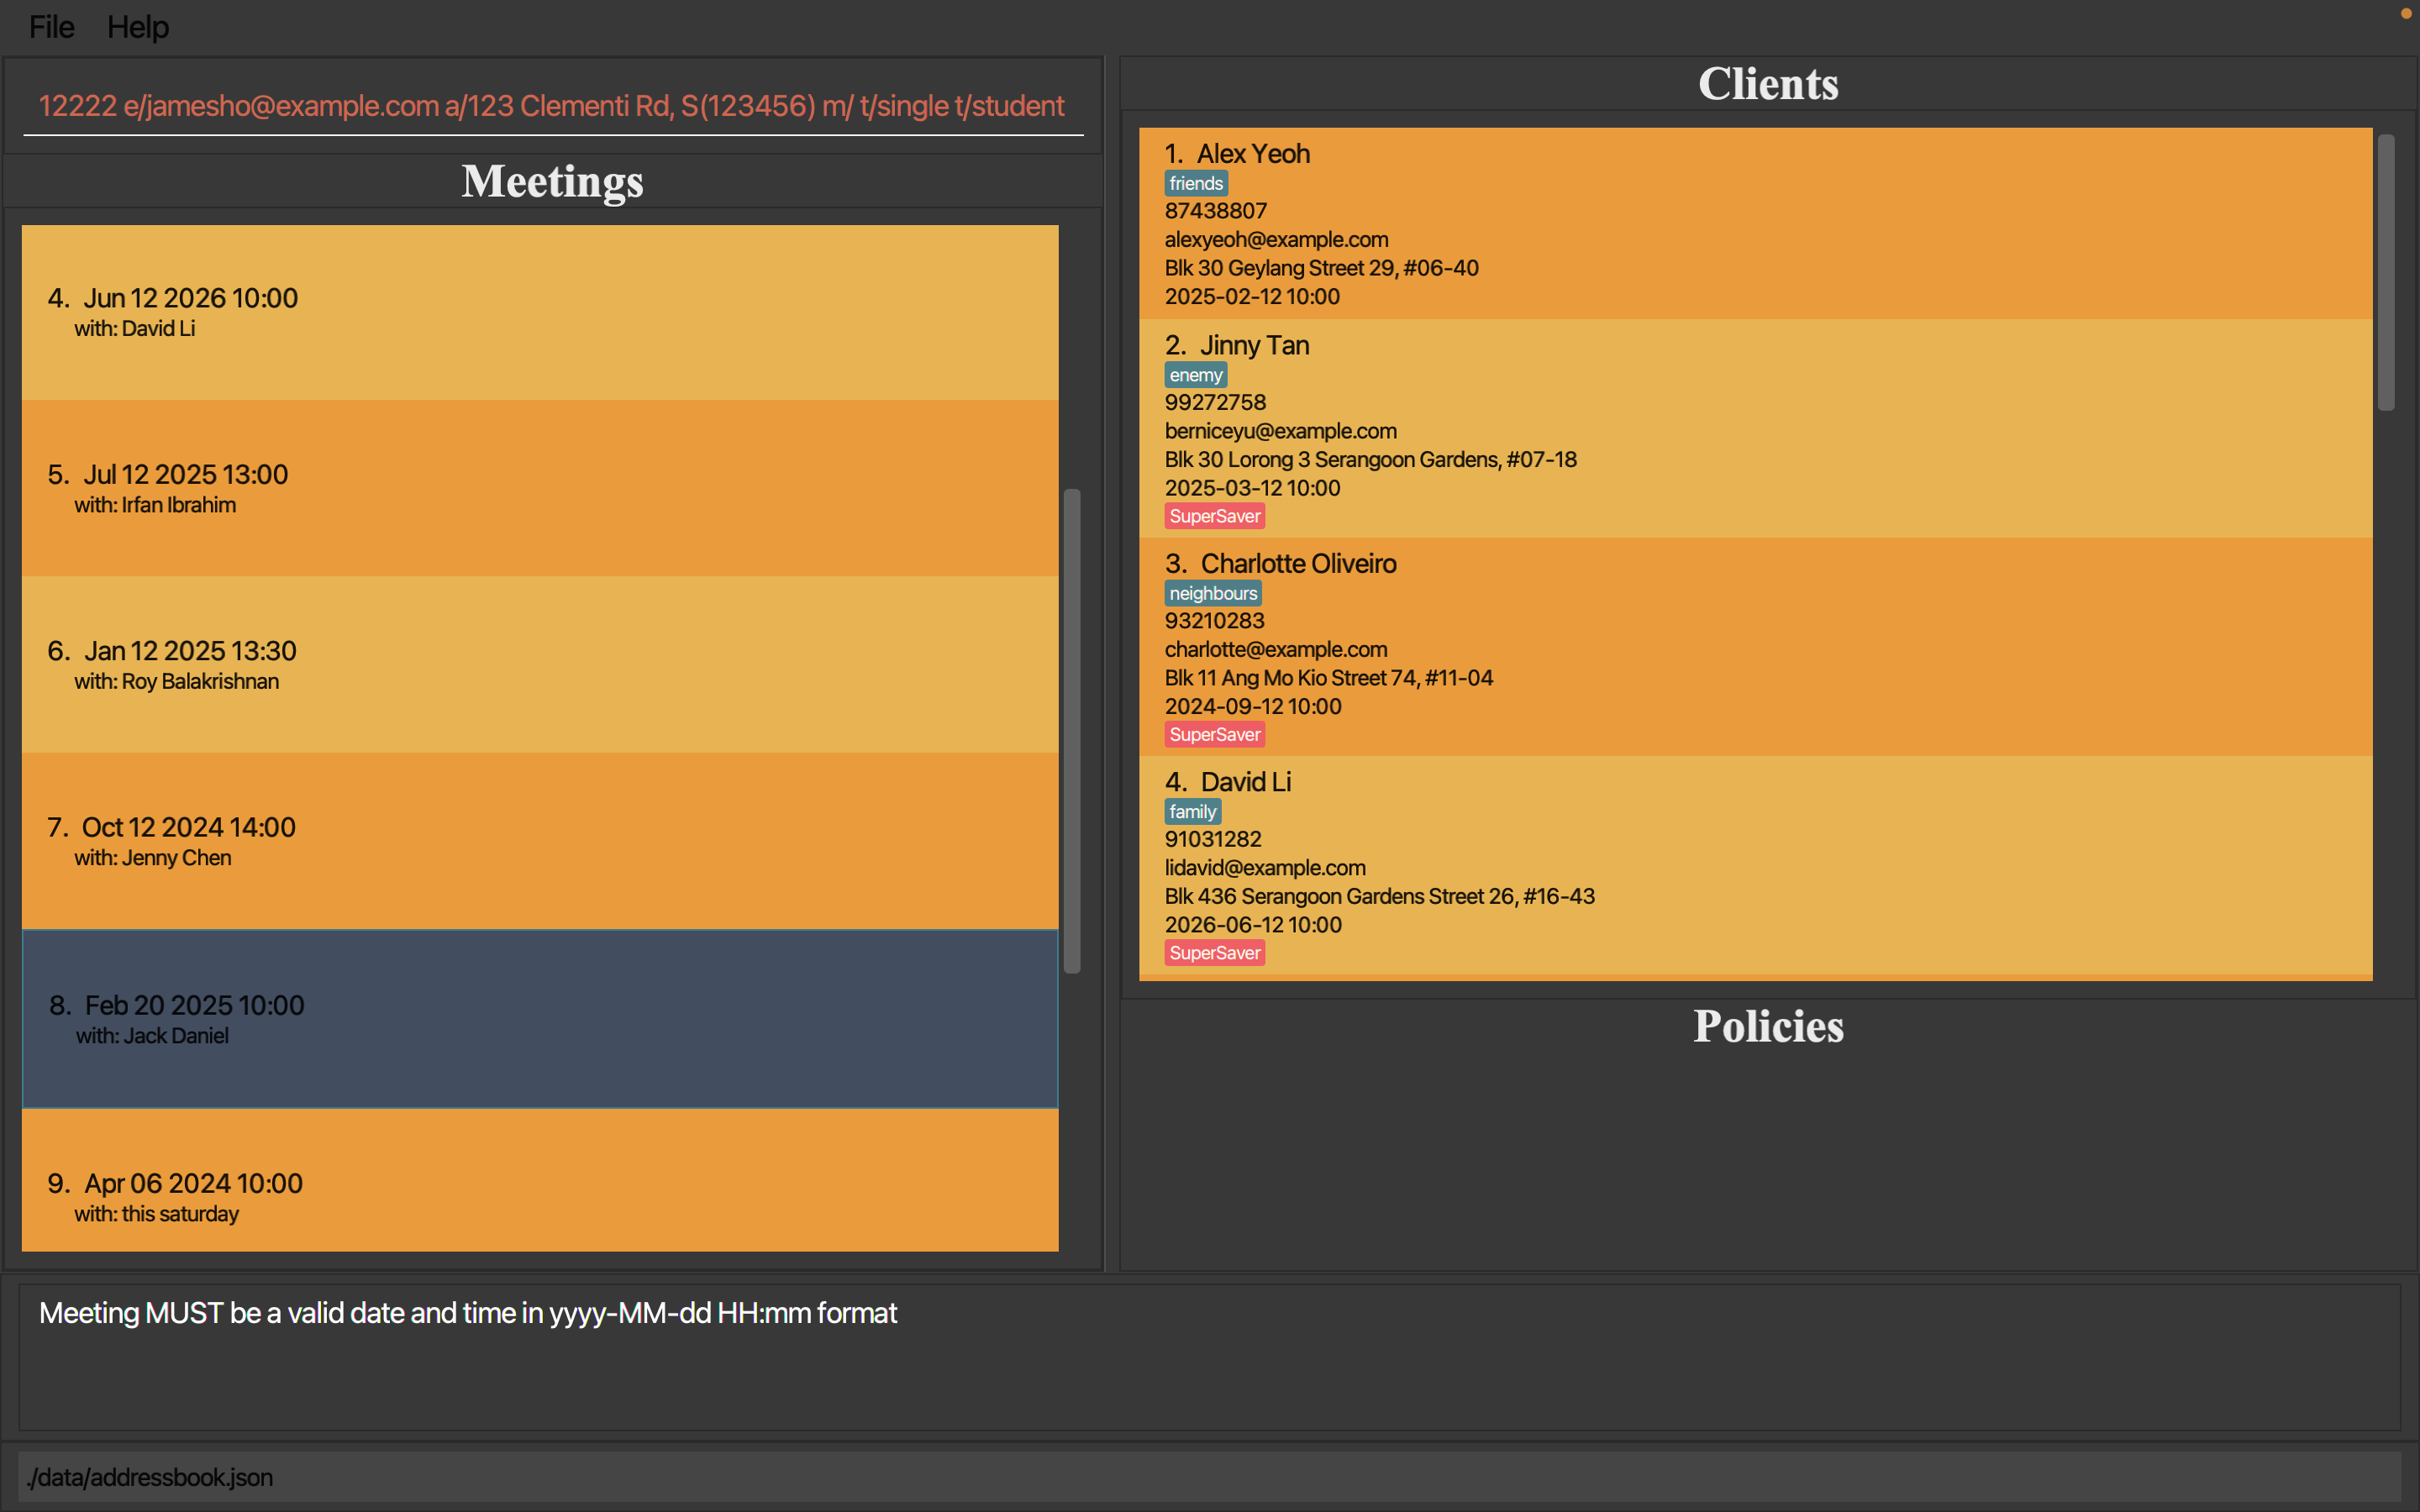 File Help
12222 e/jamesho@example.com a/123 Clementi Rd, S(123456) m/ t/single t/student
Meetings
4. Jun 12 2026 10:00
with: David Li
5. Jul 12 2025 13:00
with: Irfan Ibrahim
6. Jan 12 2025 13:30
with: Roy Balakrishnan
7. Oct 12 2024 14:00
with: Jenny Chen
8. Feb 20 2025 10:00
with: Jack Daniel
9. Apr 06 2024 10:00
with: this saturday
Clients
1. Alex Yeoh
friends
87438807
alexyeoh@example.com
Blk 30 Geylang Street 29, #06-40
2025-02-12 10:00
2. Jinny Tan
enemy
99272758
berniceyu@example.com
Blk 30 Lorong 3 Serangoon Gardens, #07-18
2025-03-12 10:00
SuperSaver
3. Charlotte Oliveiro
neighbours
93210283
charlotte@example.com
Blk 11 Ang Mo Kio Street 74, #11-04
2024-09-12 10:00
SuperSaver
4. David Li
family
91031282
lidavid@example.com
Blk 436 Serangoon Gardens Street 26, #16-43
2026-06-12 10:00
SuperSaver
Policies
Meeting MUST be a valid date and time in yyyy-MM-dd HH:mm format
./data/addressbook.json